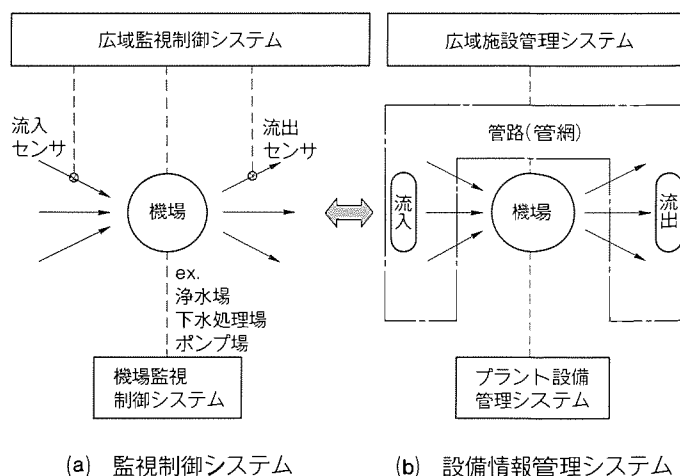 広域監視制御システム
流入
センサ
流出
センサ
機場
ex.
浄水場
下水処理場
ポンプ場
機場監視
制御システム
(a) 監視制御システム
広域施設管理システム
管路(管網)
流入
機場
流出
プラント設備
管理システム
(b) 設備情報管理システム